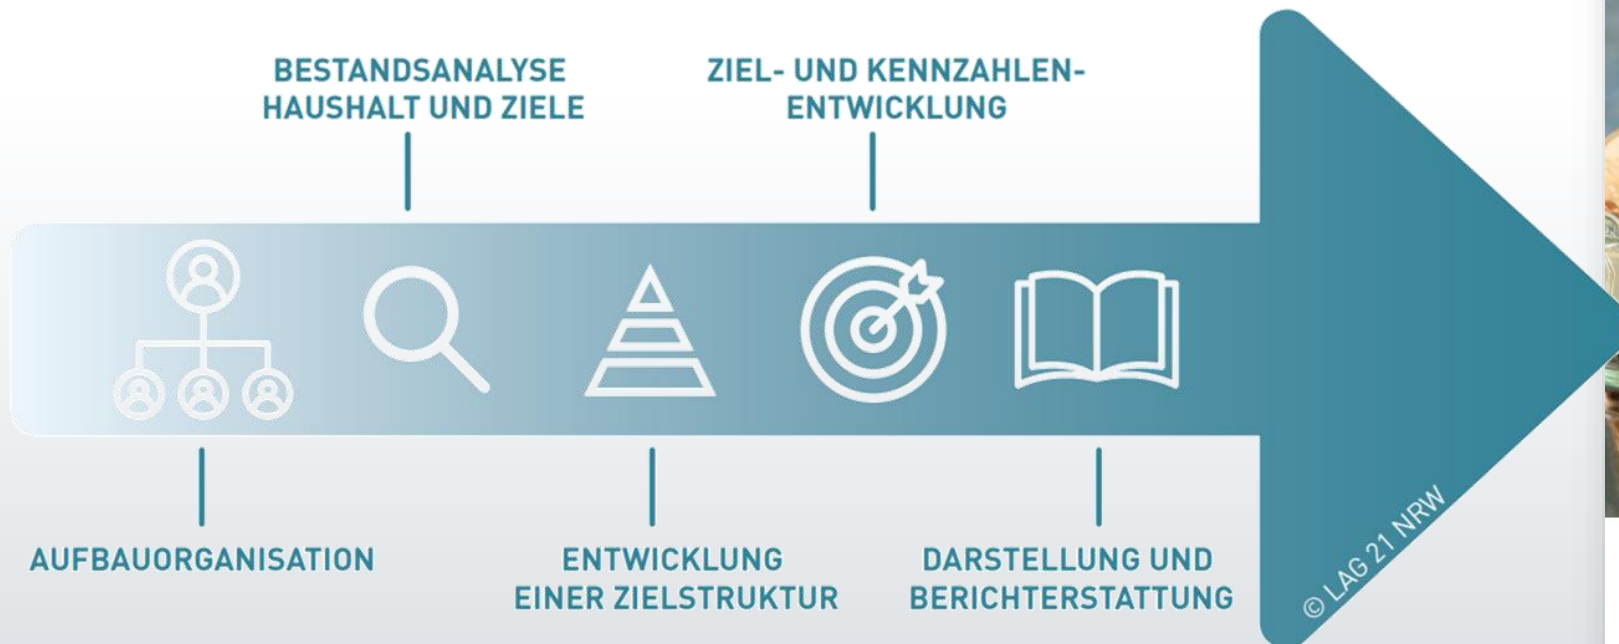 BESTANDSANALYSE
HAUSHALT UND ZIELE
ZIEL- UND KENNZAHLEN-
ENTWICKLUNG
AUFBAUORGANISATION
ENTWICKLUNG
EINER ZIELSTRUKTUR
DARSTELLUNG UND
BERICHTERSTATTUNG
© LAG 21 NRW